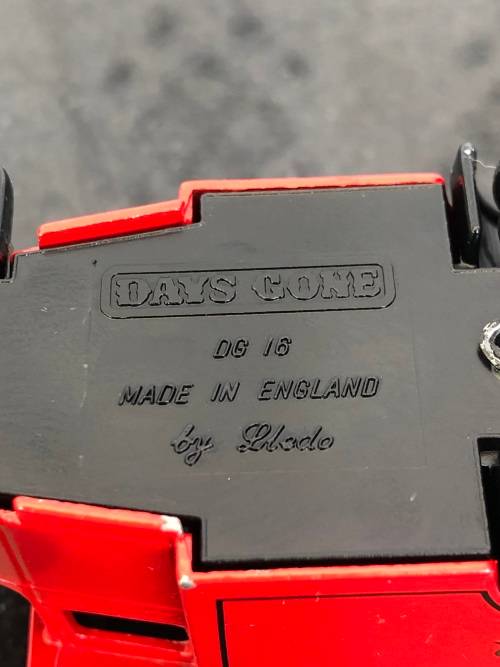 DAYS GONE
DG 16
MADE IN ENGLAND
by Lledo